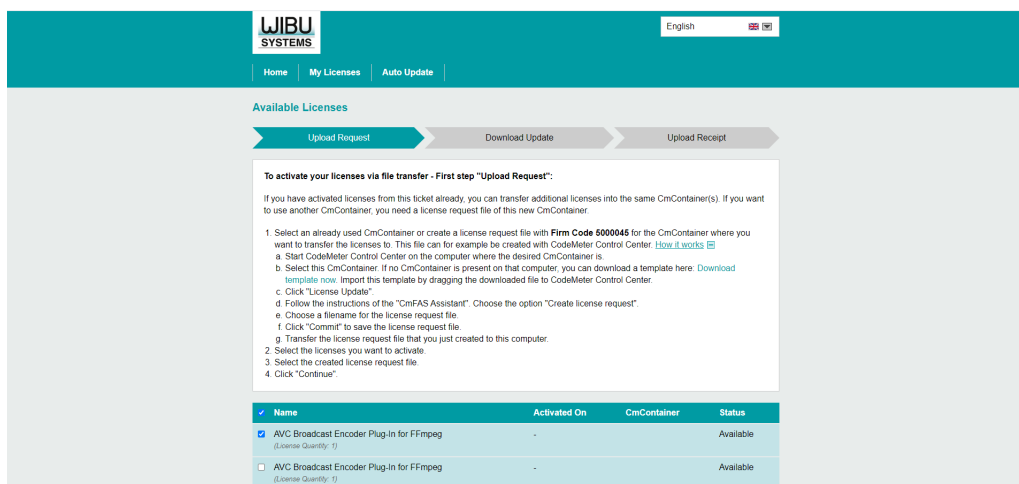 WIBU
SYSTEMS
English
Home My Licenses Auto Update
Available Licenses
Upload Request Download Update Upload Receipt
To activate your licenses via file transfer - First step "Upload Request":
If you have activated licenses from this ticket already, you can transfer additional licenses into the same CmContainer(s). If you want
to use another CmContainer, you need a license request file of this new CmContainer.
1. Select an already used CmContainer or create a license request file with Firm Code 5000045 for the CmContainer where you
want to transfer the licenses to. This file can for example be created with CodeMeter Control Center. How it works
a. Start CodeMeter Control Center on the computer where the desired CmContainer is.
b. Select this CmContainer. If no CmContainer is present on that computer, you can download a template here: Download
template now. Import this template by dragging the downloaded file to CodeMeter Control Center.
c. Click "License Update".
d. Follow the instructions of the "CmFAS Assistant". Choose the option "Create license request".
e. Choose a filename for the license request file.
f. Click "Commit" to save the license request file.
g. Transfer the license request file that you just created to this computer.
2. Select the licenses you want to activate.
3. Select the created license request file.
4. Click "Continue".
Name Activated On CmContainer Status
AVC Broadcast Encoder Plug-In for FFmpeg - Available
(License Quantity: 1)
AVC Broadcast Encoder Plug-In for FFmpeg - Available
(License Quantity: 1)